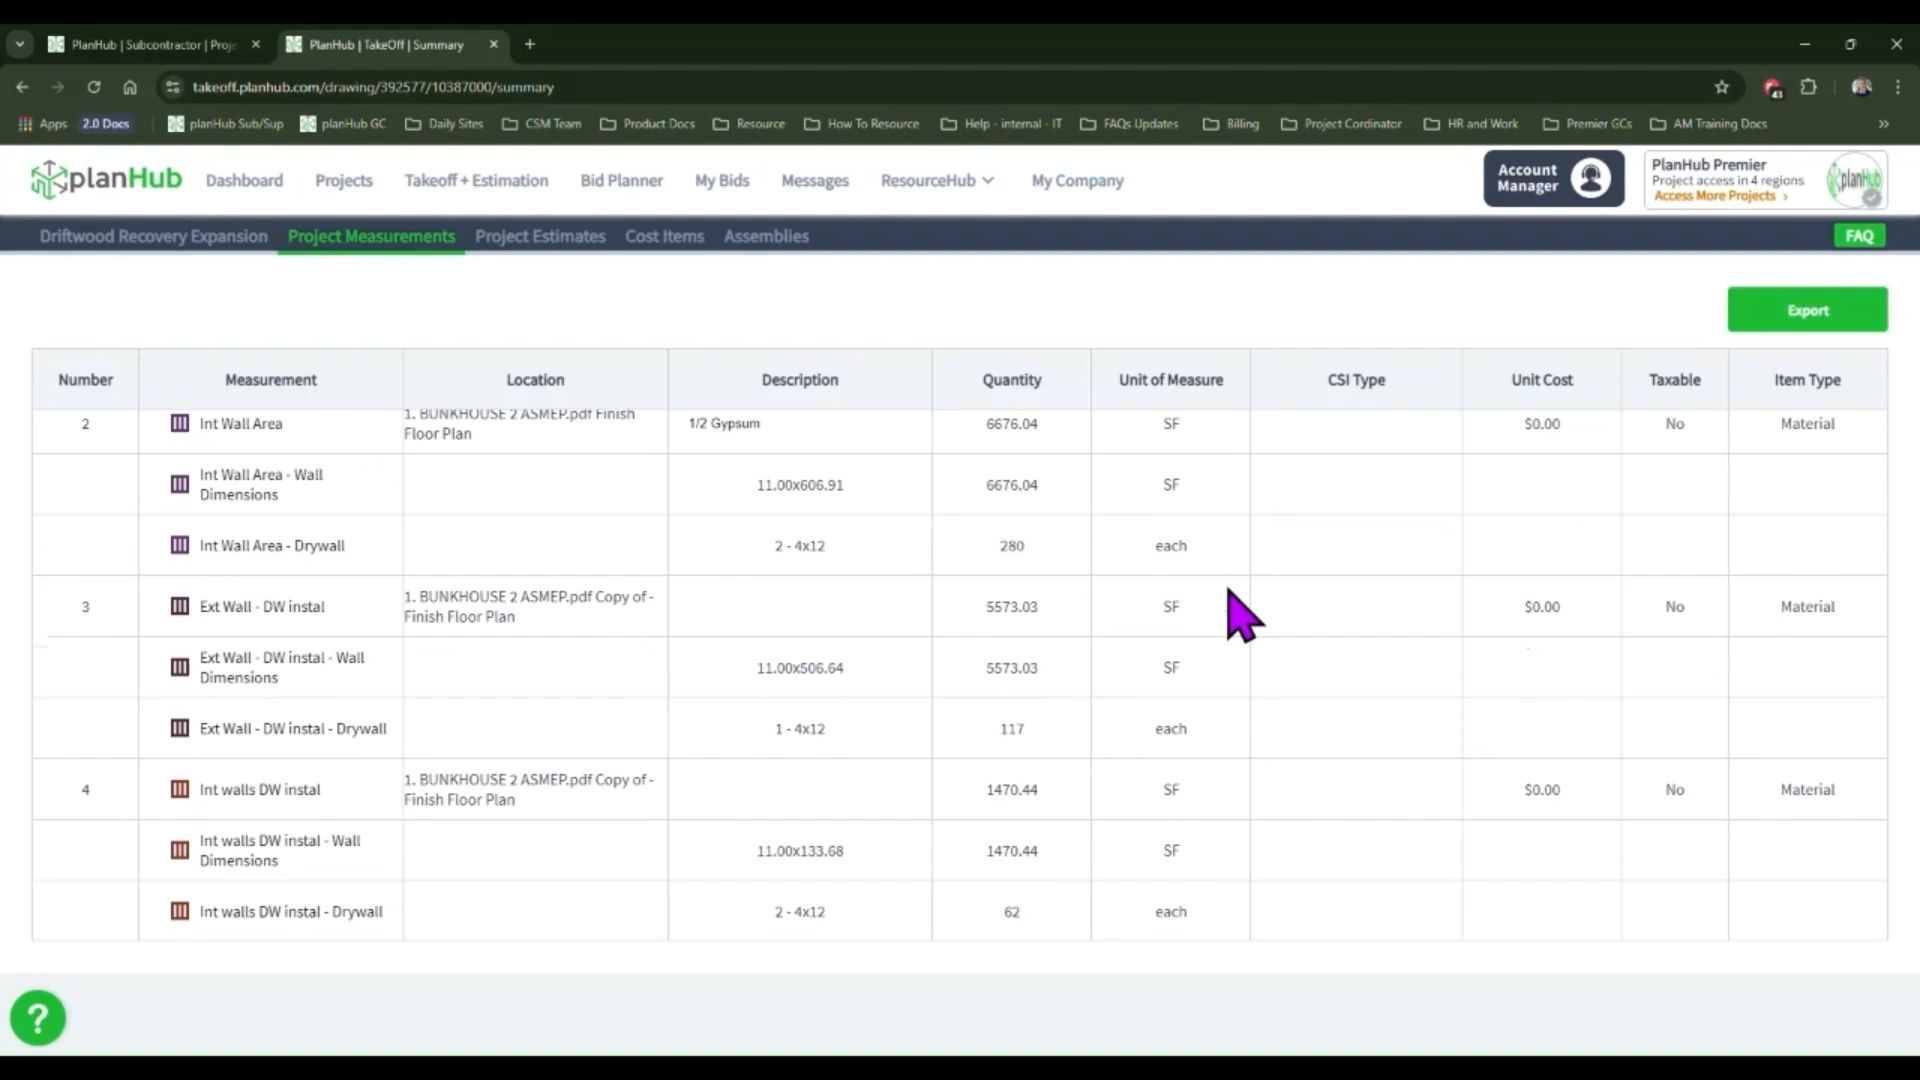 PlanHub | Subcontractor | Proje
PlanHub | TakeOff | Summary
takeoff.planhub.com/drawing/392577/10387000/summary
41
Apps 2.0 Docs planHub Sub/Sup planHub GC Daily Sites CSM Team Product Docs Resource How To Resource Help - internal - IT FAQs Updates Billing Project Cordinator HR and Work Premier GCs AM Training Docs
planHub Dashboard Projects Takeoff + Estimation Bid Planner My Bids Messages ResourceHub My Company
Account
Manager
PlanHub Premier
Project access in 4 regions
Access More Projects ›
planHub
Driftwood Recovery Expansion Project Measurements Project Estimates Cost Items Assemblies FAQ
Export
Number Measurement Location Description Quantity Unit of Measure CSI Type Unit Cost Taxable Item Type
2 Int Wall Area 1. BUNKHOUSE 2 ASMEP.pdf Finish
Floor Plan 1/2 Gypsum 6676.04 SF $0.00 No Material
Int Wall Area - Wall
Dimensions 11.00x606.91 6676.04 SF
Int Wall Area - Drywall 2 - 4x12 280 each
3 Ext Wall - DW instal 1. BUNKHOUSE 2 ASMEP.pdf Copy of -
Finish Floor Plan 5573.03 SF $0.00 No Material
Ext Wall - DW instal - Wall
Dimensions 11.00x506.64 5573.03 SF
Ext Wall - DW instal - Drywall 1 - 4x12 117 each
4 Int walls DW instal 1. BUNKHOUSE 2 ASMEP.pdf Copy of -
Finish Floor Plan 1470.44 SF $0.00 No Material
Int walls DW instal - Wall
Dimensions 11.00x133.68 1470.44 SF
Int walls DW instal - Drywall 2 - 4x12 62 each
?